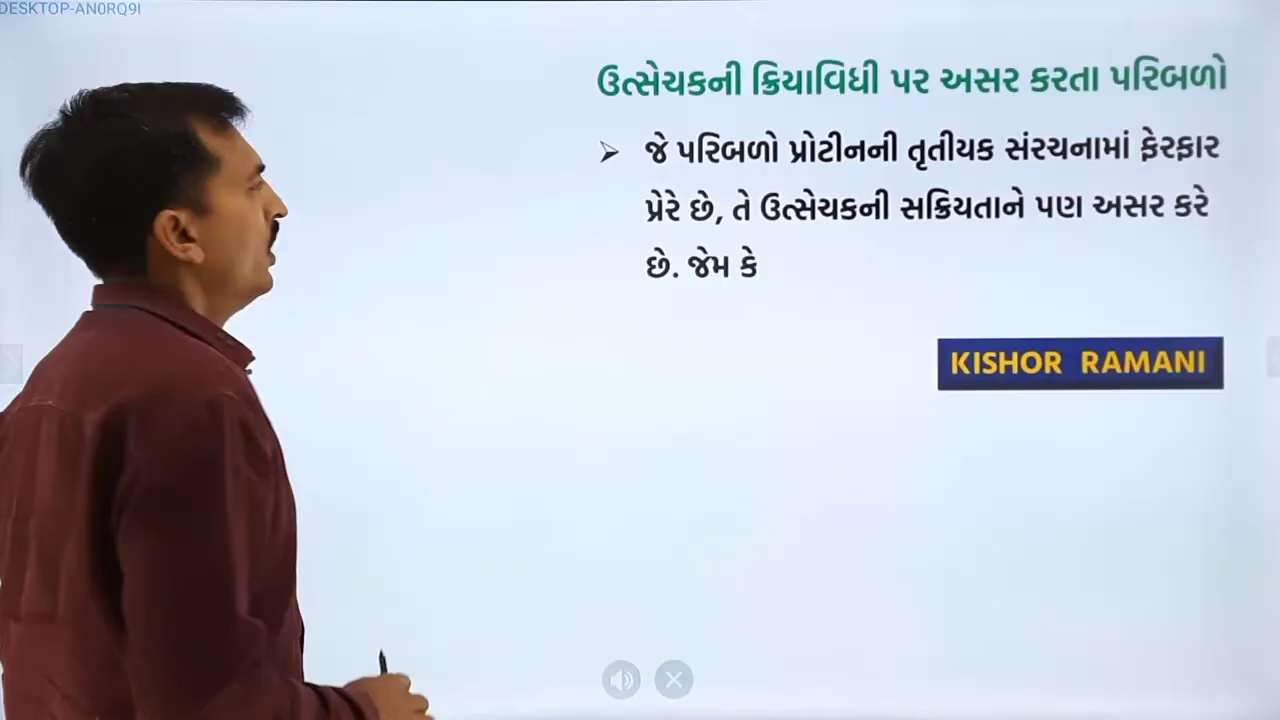 DESKTOP-AN0RQ9I
ઉત્સેચકની ક્રિયાવિધી પર અસર કરતા પરિબળો
➢ જે પરિબળો પ્રોટીનની તૃતીયક સંરચનામાં ફેરફાર
પ્રેરે છે, તે ઉત્સેચકની સક્રિયતાને પણ અસર કરે
છે. જેમ કે
KISHOR RAMANI